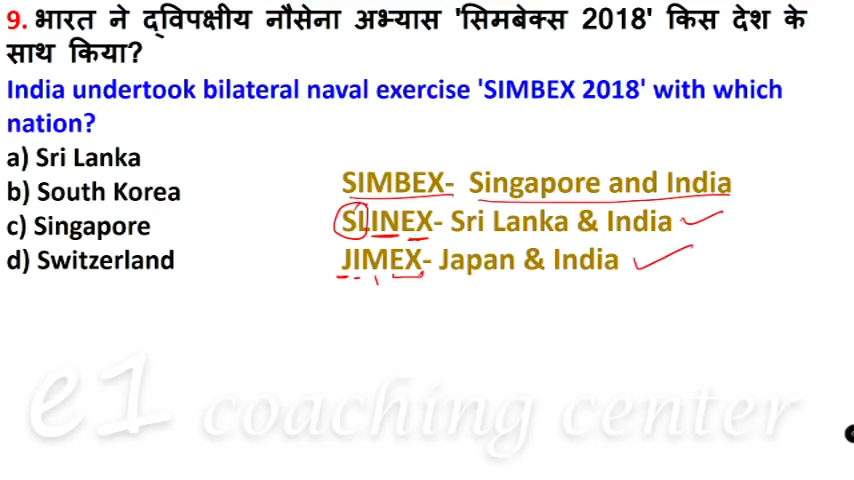 9. भारत ने द्विपक्षीय नौसेना अभ्यास 'सिमबेक्स 2018' किस देश के
साथ किया?
India undertook bilateral naval exercise 'SIMBEX 2018' with which
nation?
a) Sri Lanka
b) South Korea
c) Singapore
d) Switzerland
SIMBEX- Singapore and India
SLINEX- Sri Lanka & India
JIMEX- Japan & India
e1 coaching center